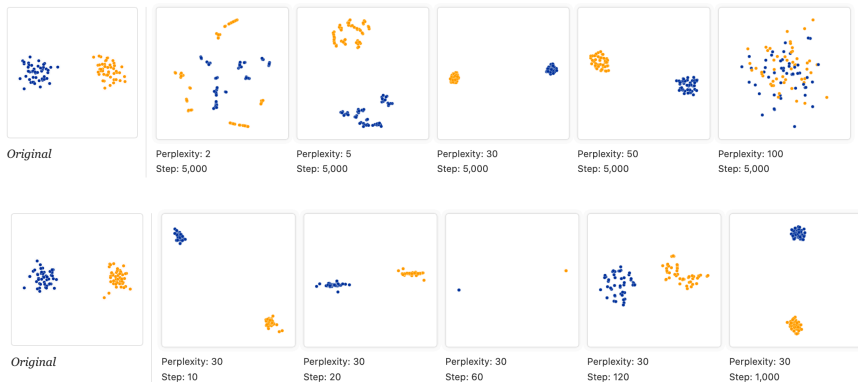 Original
Perplexity: 2
Step: 5,000
Perplexity: 5
Step: 5,000
Perplexity: 30
Step: 5,000
Perplexity: 50
Step: 5,000
Perplexity: 100
Step: 5,000
Original
Perplexity: 30
Step: 10
Perplexity: 30
Step: 20
Perplexity: 30
Step: 60
Perplexity: 30
Step: 120
Perplexity: 30
Step: 1,000